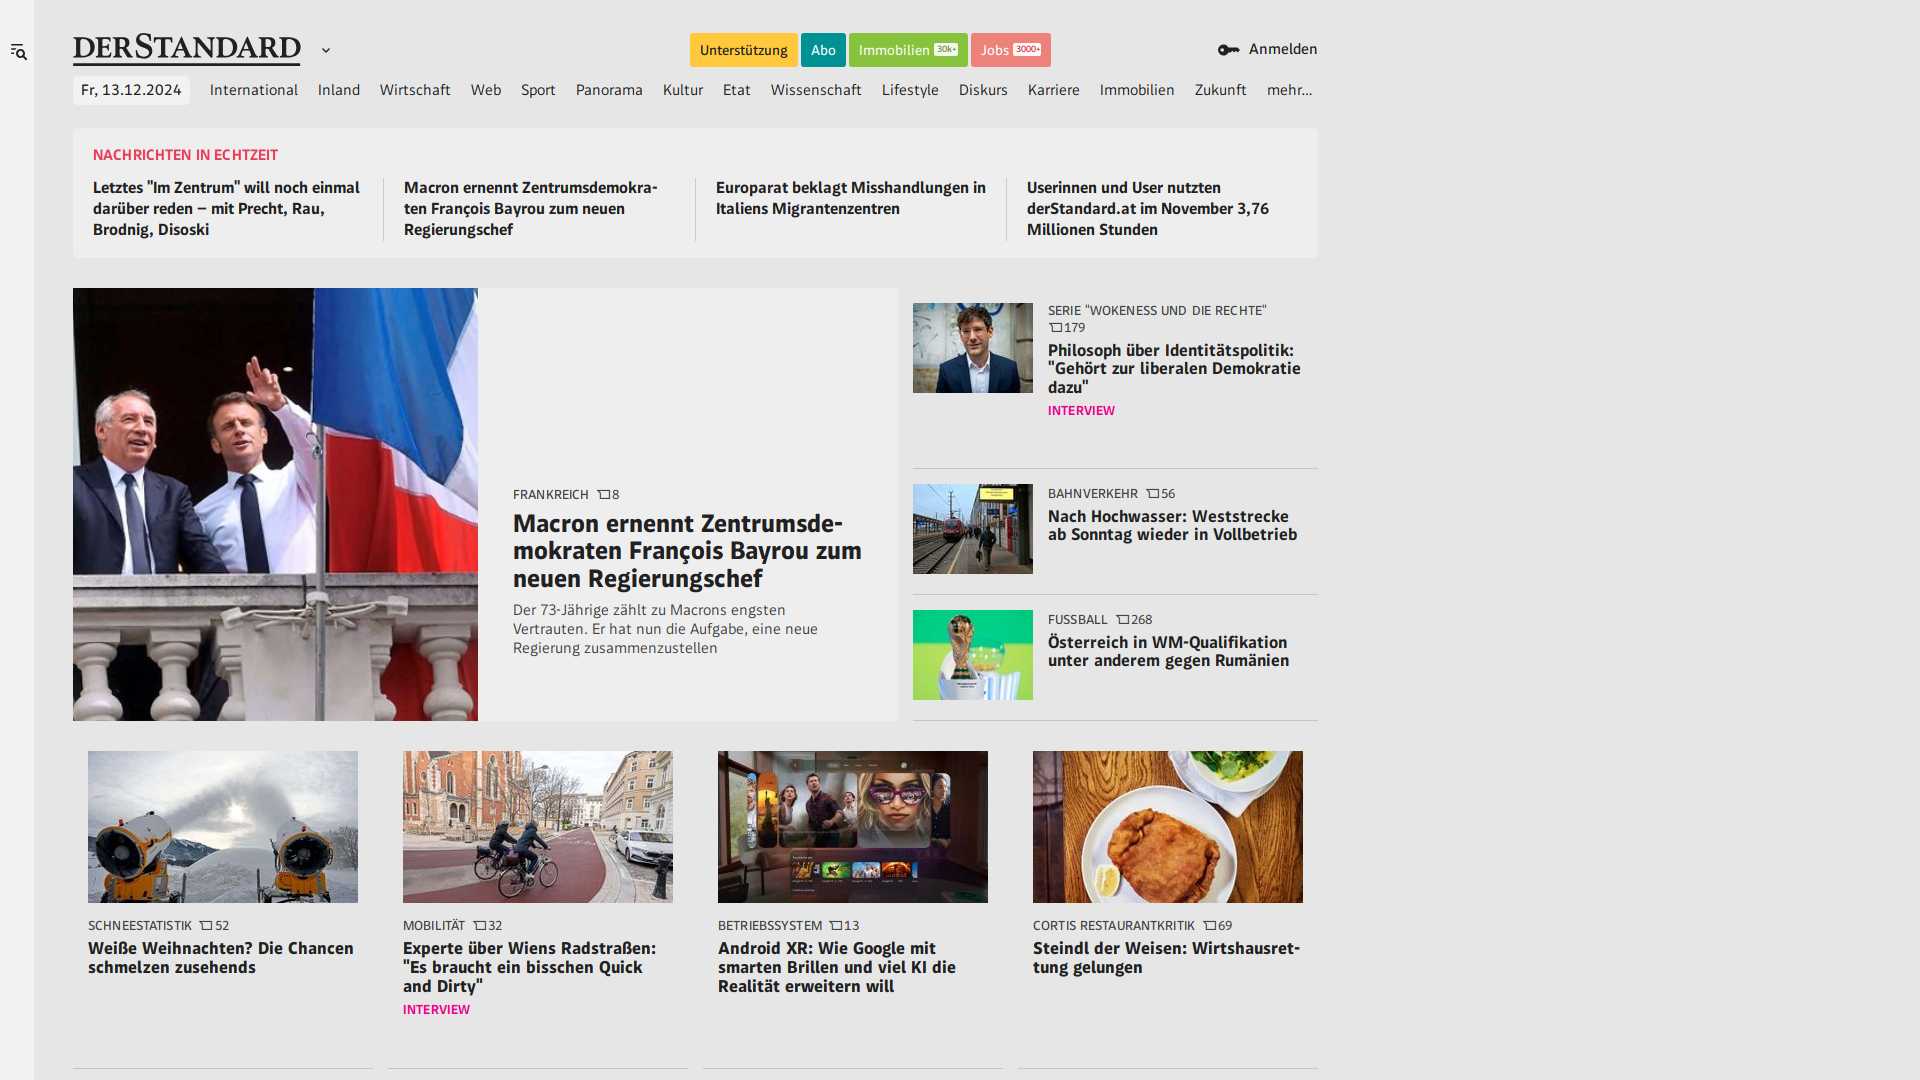 DERSTANDARD
Unterstützung
Abo
Immobilien 30k+
Jobs 3000+
Anmelden
Fr, 13.12.2024
International
Inland
Wirtschaft
Web
Sport
Panorama
Kultur
Etat
Wissenschaft
Lifestyle
Diskurs
Karriere
Immobilien
Zukunft
mehr...
NACHRICHTEN IN ECHTZEIT
Letztes "Im Zentrum" will noch einmal
darüber reden – mit Precht, Rau,
Brodnig, Disoski
Macron ernennt Zentrumsdemokra-
ten François Bayrou zum neuen
Regierungschef
Europarat beklagt Misshandlungen in
Italiens Migrantenzentren
Userinnen und User nutzten
derStandard.at im November 3,76
Millionen Stunden
FRANKREICH 8
Macron ernennt Zentrumsde-
mokraten François Bayrou zum
neuen Regierungschef
Der 73-Jährige zählt zu Macrons engsten
Vertrauten. Er hat nun die Aufgabe, eine neue
Regierung zusammenzustellen
SERIE "WOKENESS UND DIE RECHTE"
179
Philosoph über Identitätspolitik:
"Gehört zur liberalen Demokratie
dazu"
INTERVIEW
BAHNVERKEHR 56
Nach Hochwasser: Weststrecke
ab Sonntag wieder in Vollbetrieb
FUSSBALL 268
Österreich in WM-Qualifikation
unter anderem gegen Rumänien
SCHNEESTATISTIK 52
Weiße Weihnachten? Die Chancen
schmelzen zusehends
MOBILITÄT 32
Experte über Wiens Radstraßen:
"Es braucht ein bisschen Quick
and Dirty"
INTERVIEW
BETRIEBSSYSTEM 13
Android XR: Wie Google mit
smarten Brillen und viel KI die
Realität erweitern will
CORTIS RESTAURANTKRITIK 69
Steindl der Weisen: Wirtshausret-
tung gelungen